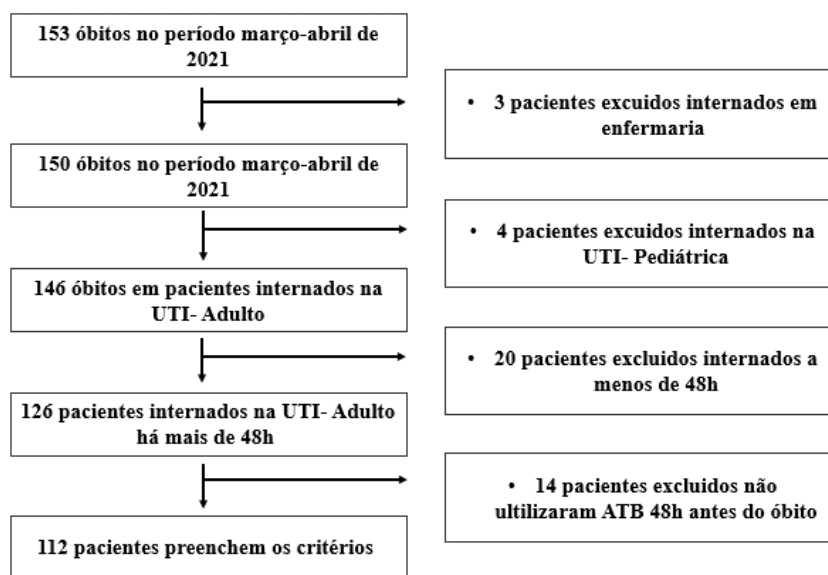 153 óbitos no período março-abril de
2021
• 3 pacientes excuidos internados em
enfermaria
150 óbitos no período março-abril de
2021
• 4 pacientes excuidos internados na
UTI- Pediátrica
146 óbitos em pacientes internados na
UTI- Adulto
• 20 pacientes excluidos internados a
menos de 48h
126 pacientes internados na UTI- Adulto
há mais de 48h
• 14 pacientes excluidos não
ultilizaram ATB 48h antes do óbito
112 pacientes preenchem os critérios